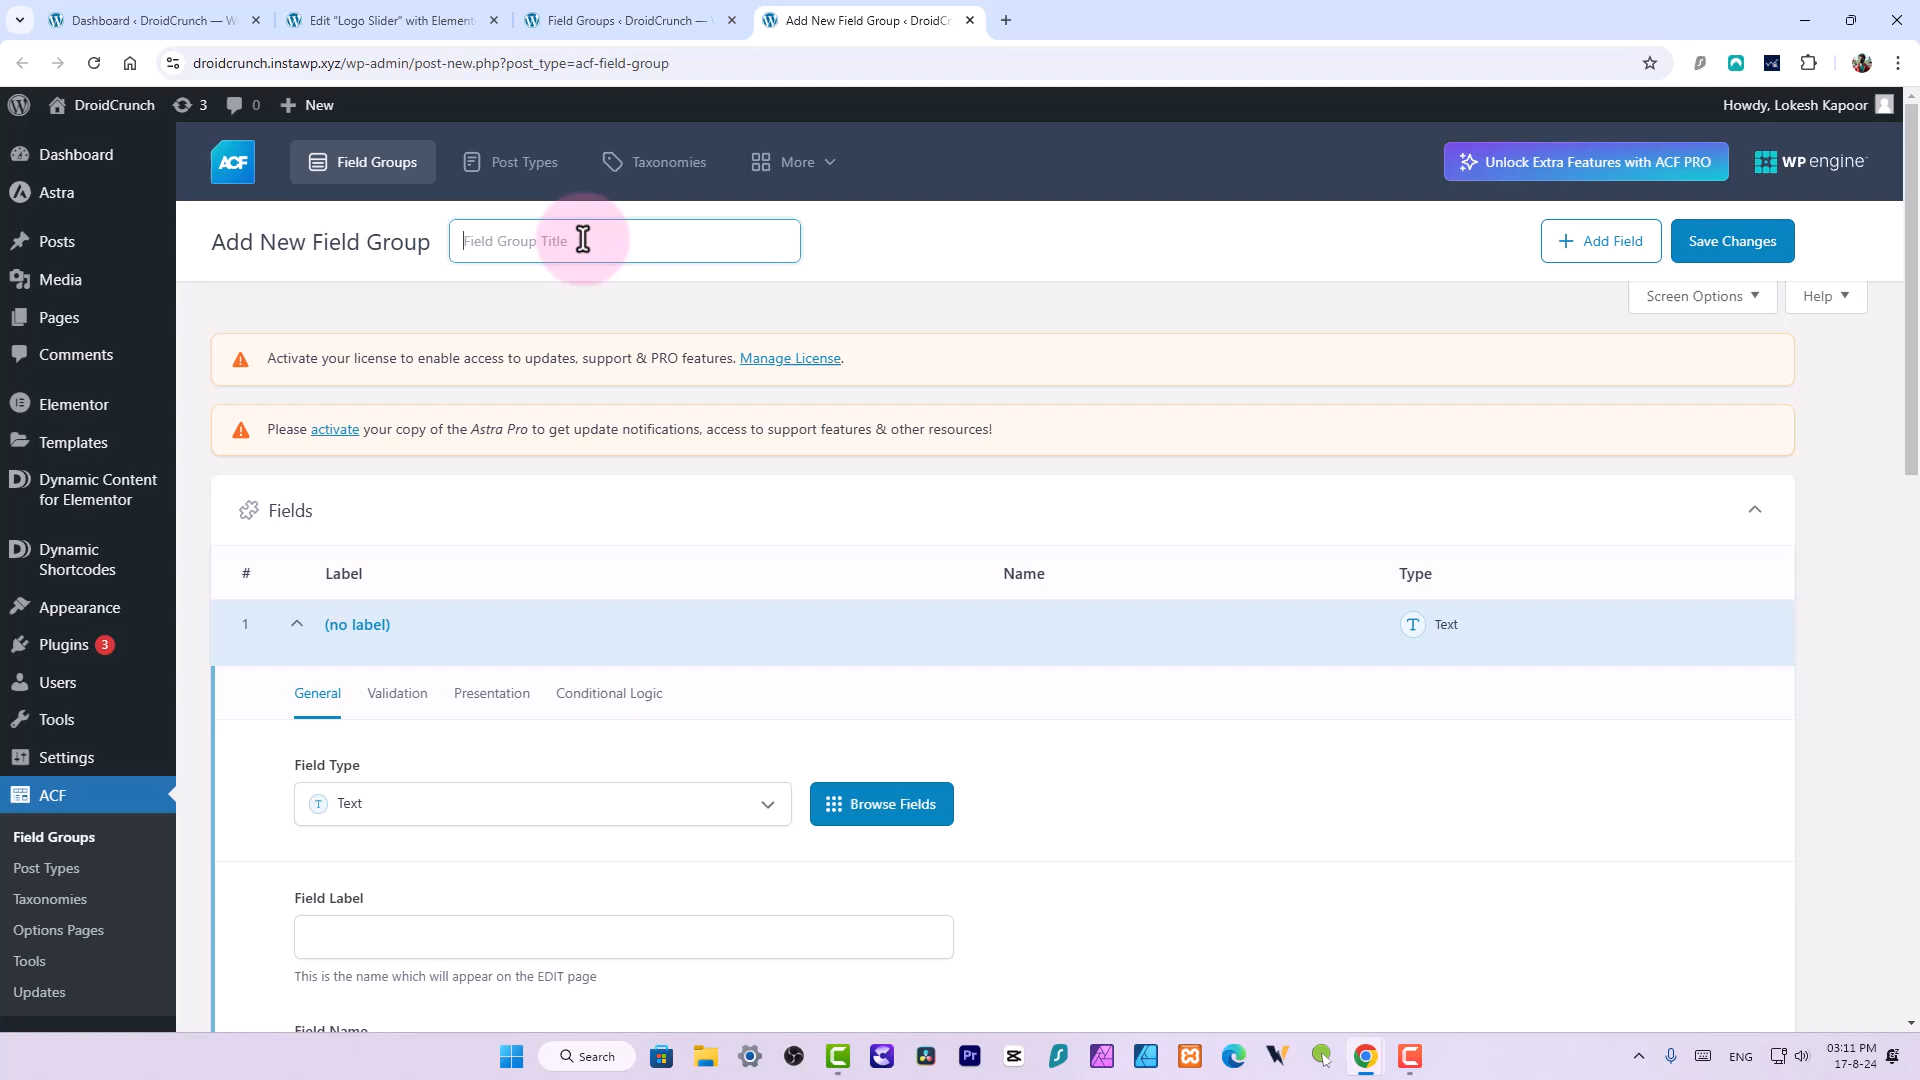 Dashboard ‹ DroidCrunch — W
Edit "Logo Slider" with Element
Field Groups ‹ DroidCrunch —
Add New Field Group ‹ DroidCr
droidcrunch.instawp.xyz/wp-admin/post-new.php?post_type=acf-field-group
DroidCrunch
3
0
New
Howdy, Lokesh Kapoor
Dashboard
Astra
Posts
Media
Pages
Comments
Elementor
Templates
Dynamic Content
for Elementor
Dynamic
Shortcodes
Appearance
Plugins 3
Users
Tools
Settings
ACF
Field Groups
Post Types
Taxonomies
Options Pages
Tools
Updates
ACF
Field Groups
Post Types
Taxonomies
More
Unlock Extra Features with ACF PRO
WP engine
Add New Field Group
Field Group Title
+ Add Field
Save Changes
Screen Options
Help
Activate your license to enable access to updates, support & PRO features. Manage License.
Please activate your copy of the Astra Pro to get update notifications, access to support features & other resources!
Fields
# Label Name Type
1 (no label) T Text
General Validation Presentation Conditional Logic
Field Type
T Text
Browse Fields
Field Label
This is the name which will appear on the EDIT page
Field Name
Search
Pr
ENG
03:11 PM
17-8-24